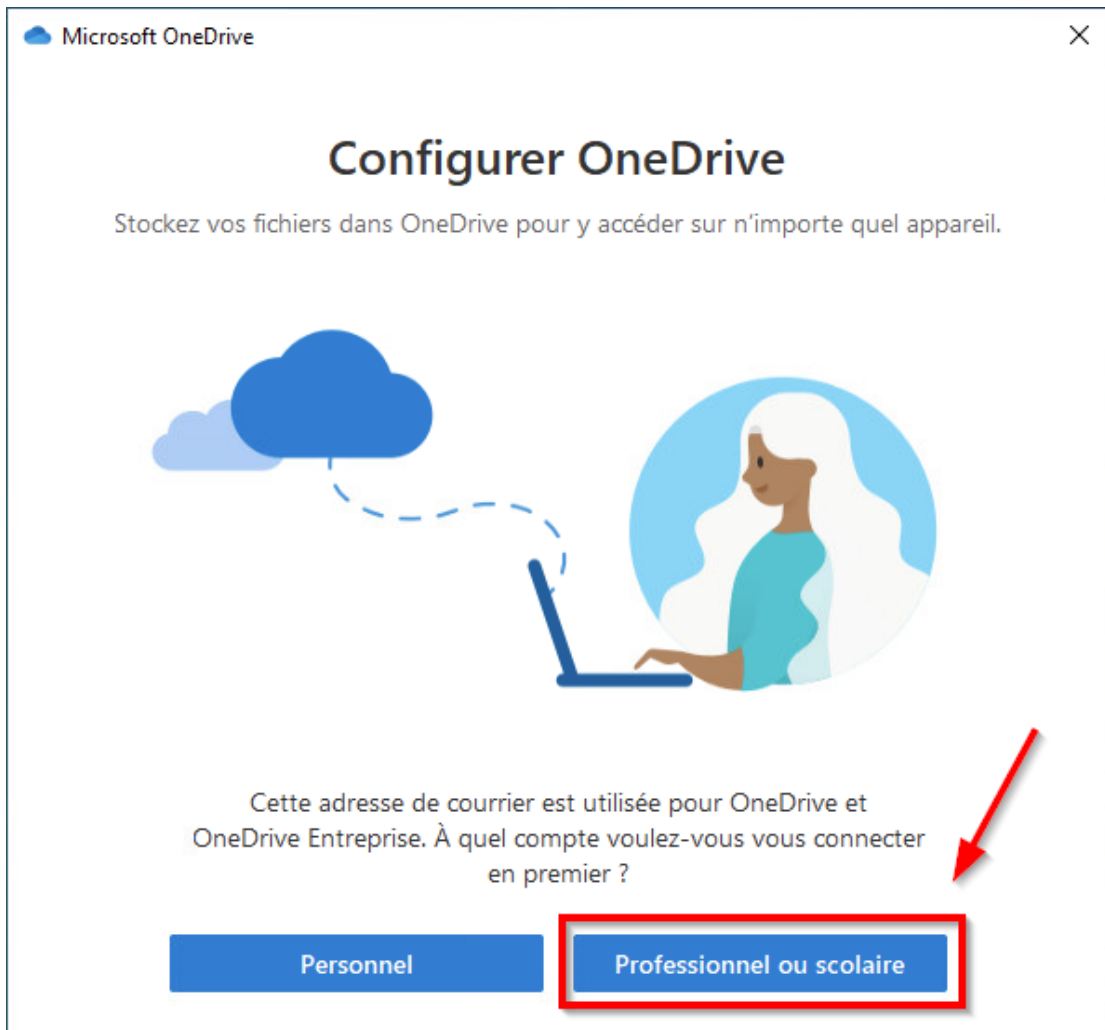 Microsoft OneDrive
Configurer OneDrive
Stockez vos fichiers dans OneDrive pour y accéder sur n'importe quel appareil.
Cette adresse de courrier est utilisée pour OneDrive et
OneDrive Entreprise. À quel compte voulez-vous vous connecter
en premier ?
Personnel
Professionnel ou scolaire